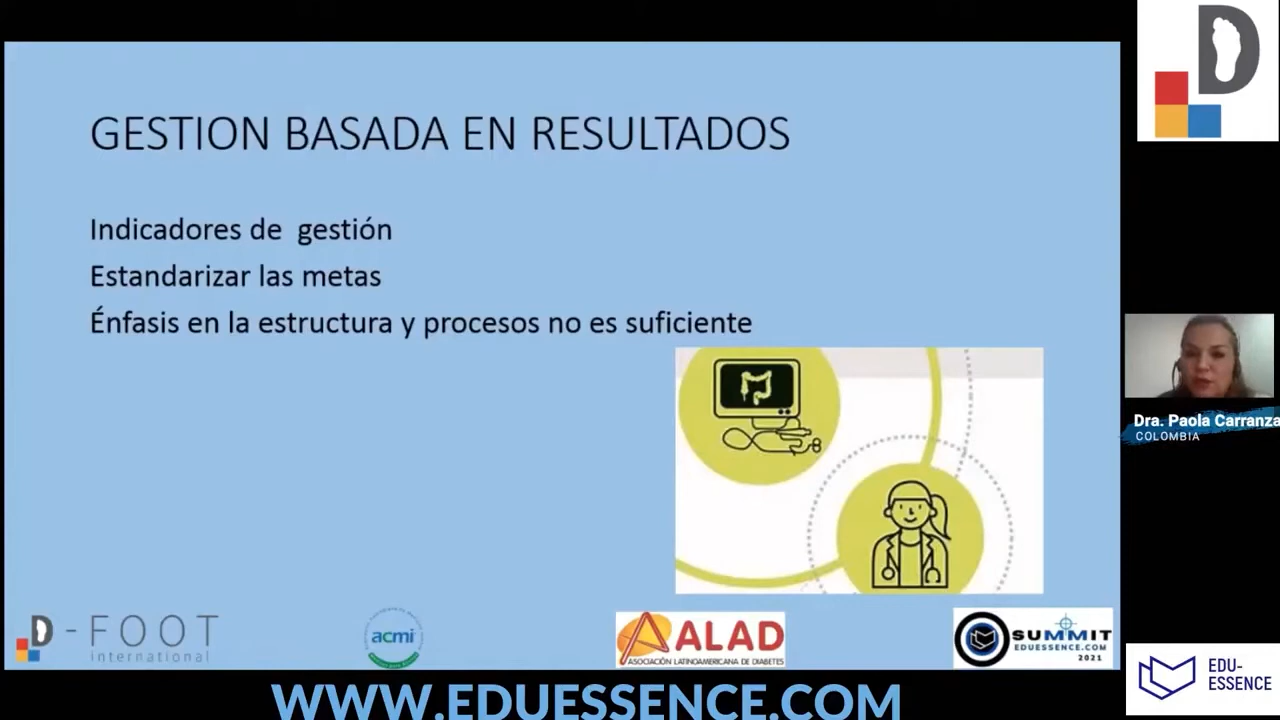 GESTION BASADA EN RESULTADOS
Indicadores de gestión
Estandarizar las metas
Énfasis en la estructura y procesos no es suficiente
D
Dra. Paola Carranza
COLOMBIA
D - FOOT
international
acmi
ALAD
ASOCIACIÓN LATINOAMERICANA DE DIABETES
SUMMIT
EDUESSENCE.COM
2021
EDU-
ESSENCE
WWW.EDUESSENCE.COM